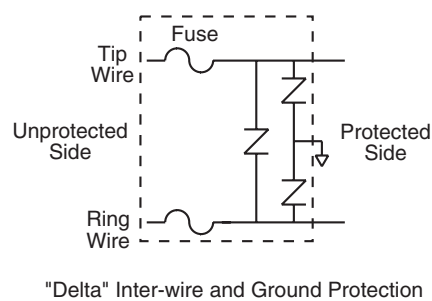 Fuse
Tip
Wire
Unprotected
Side
Protected
Side
Ring
Wire
"Delta" Inter-wire and Ground Protection